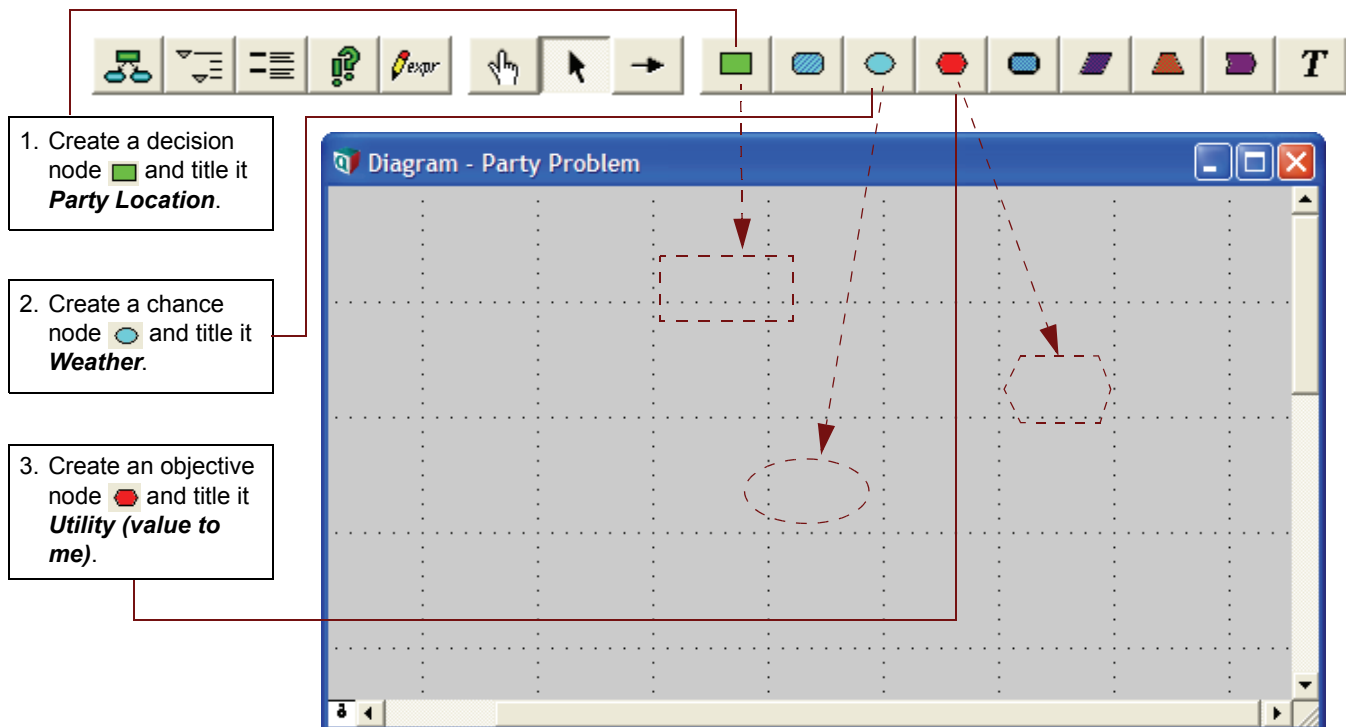 expr
T
1. Create a decision
node and title it
Party Location.
Diagram - Party Problem
2. Create a chance
node and title it
Weather.
3. Create an objective
node and title it
Utility (value to
me).